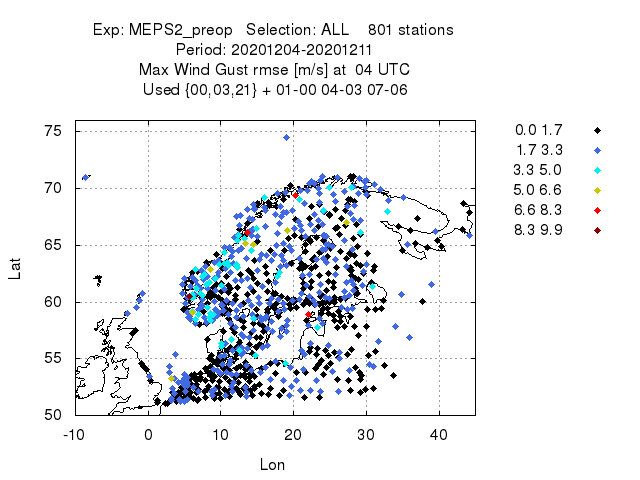 Exp: MEPS2_preop Selection: ALL 801 stations
Period: 20201204-20201211
Max Wind Gust rmse [m/s] at 04 UTC
Used {00,03,21} + 01-00 04-03 07-06
75
70
65
60
55
50
-10 0 10 20 30 40
Lat
Lon
0.0 1.7
1.7 3.3
3.3 5.0
5.0 6.6
6.6 8.3
8.3 9.9